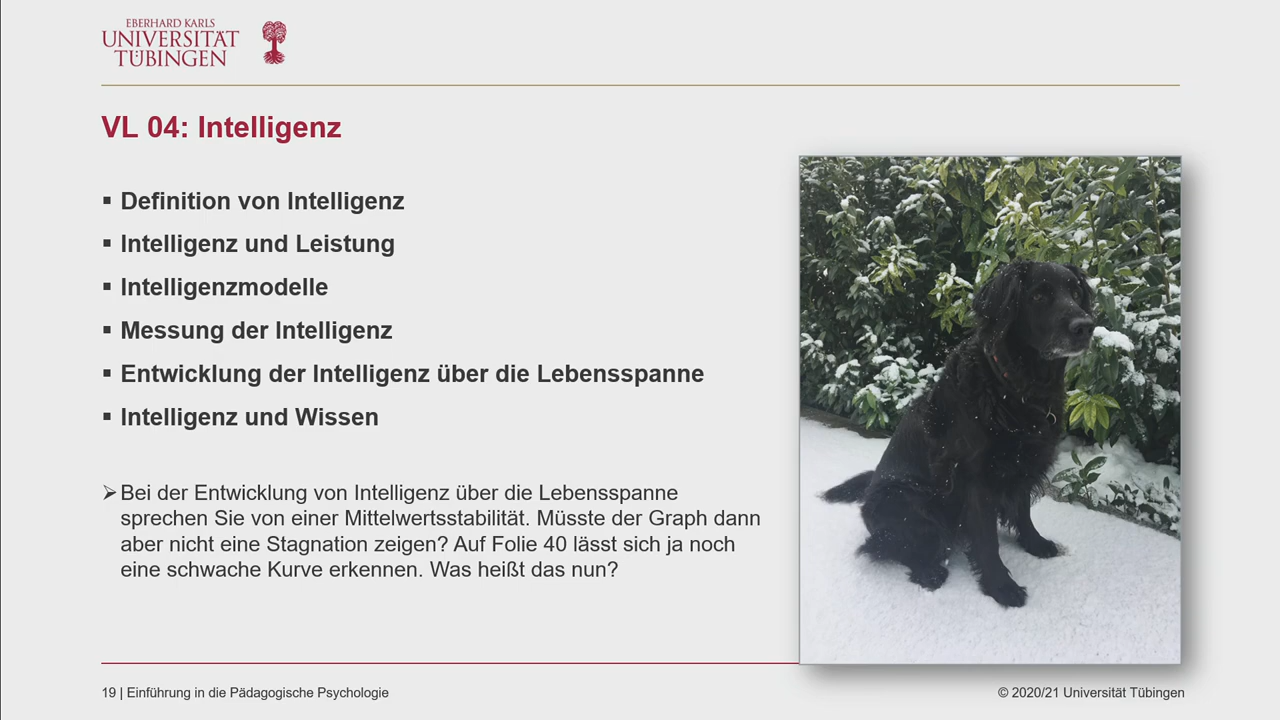 EBERHARD KARLS
UNIVERSITÄT
TÜBINGEN
VL 04: Intelligenz
▪ Definition von Intelligenz
▪ Intelligenz und Leistung
▪ Intelligenzmodelle
▪ Messung der Intelligenz
▪ Entwicklung der Intelligenz über die Lebensspanne
▪ Intelligenz und Wissen
➢ Bei der Entwicklung von Intelligenz über die Lebensspanne
sprechen Sie von einer Mittelwertsstabilität. Müsste der Graph dann
aber nicht eine Stagnation zeigen? Auf Folie 40 lässt sich ja noch
eine schwache Kurve erkennen. Was heißt das nun?
19 | Einführung in die Pädagogische Psychologie
© 2020/21 Universität Tübingen